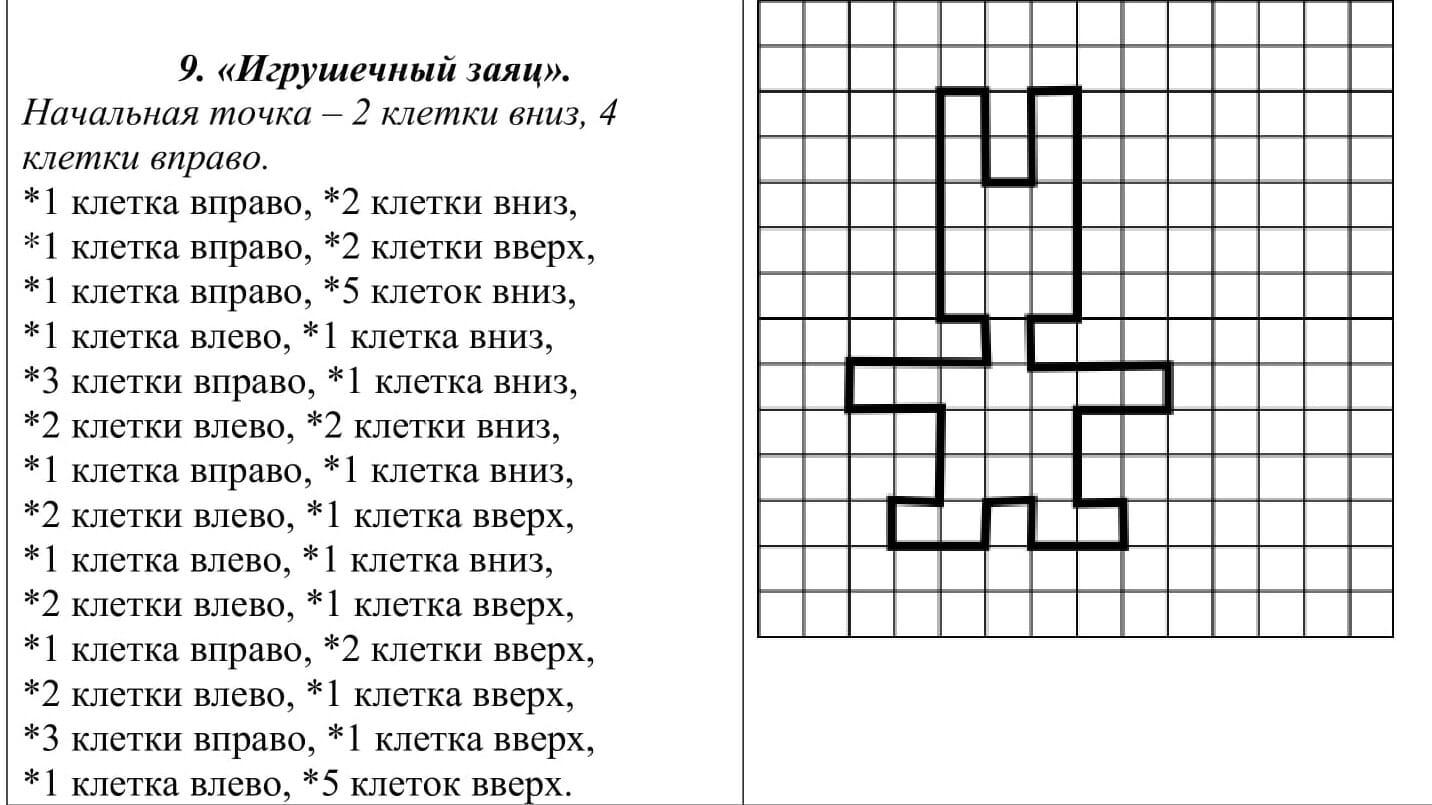 9. «Игрушечный заяц».
Начальная точка – 2 клетки вниз, 4
клетки вправо.
*1 клетка вправо, *2 клетки вниз,
*1 клетка вправо, *2 клетки вверх,
*1 клетка вправо, *5 клеток вниз,
*1 клетка влево, *1 клетка вниз,
*3 клетки вправо, *1 клетка вниз,
*2 клетки влево, *2 клетки вниз,
*1 клетка вправо, *1 клетка вниз,
*2 клетки влево, *1 клетка вверх,
*1 клетка влево, *1 клетка вниз,
*2 клетки влево, *1 клетка вверх,
*1 клетка вправо, *2 клетки вверх,
*2 клетки влево, *1 клетка вверх,
*3 клетки вправо, *1 клетка вверх,
*1 клетка влево, *5 клеток вверх.